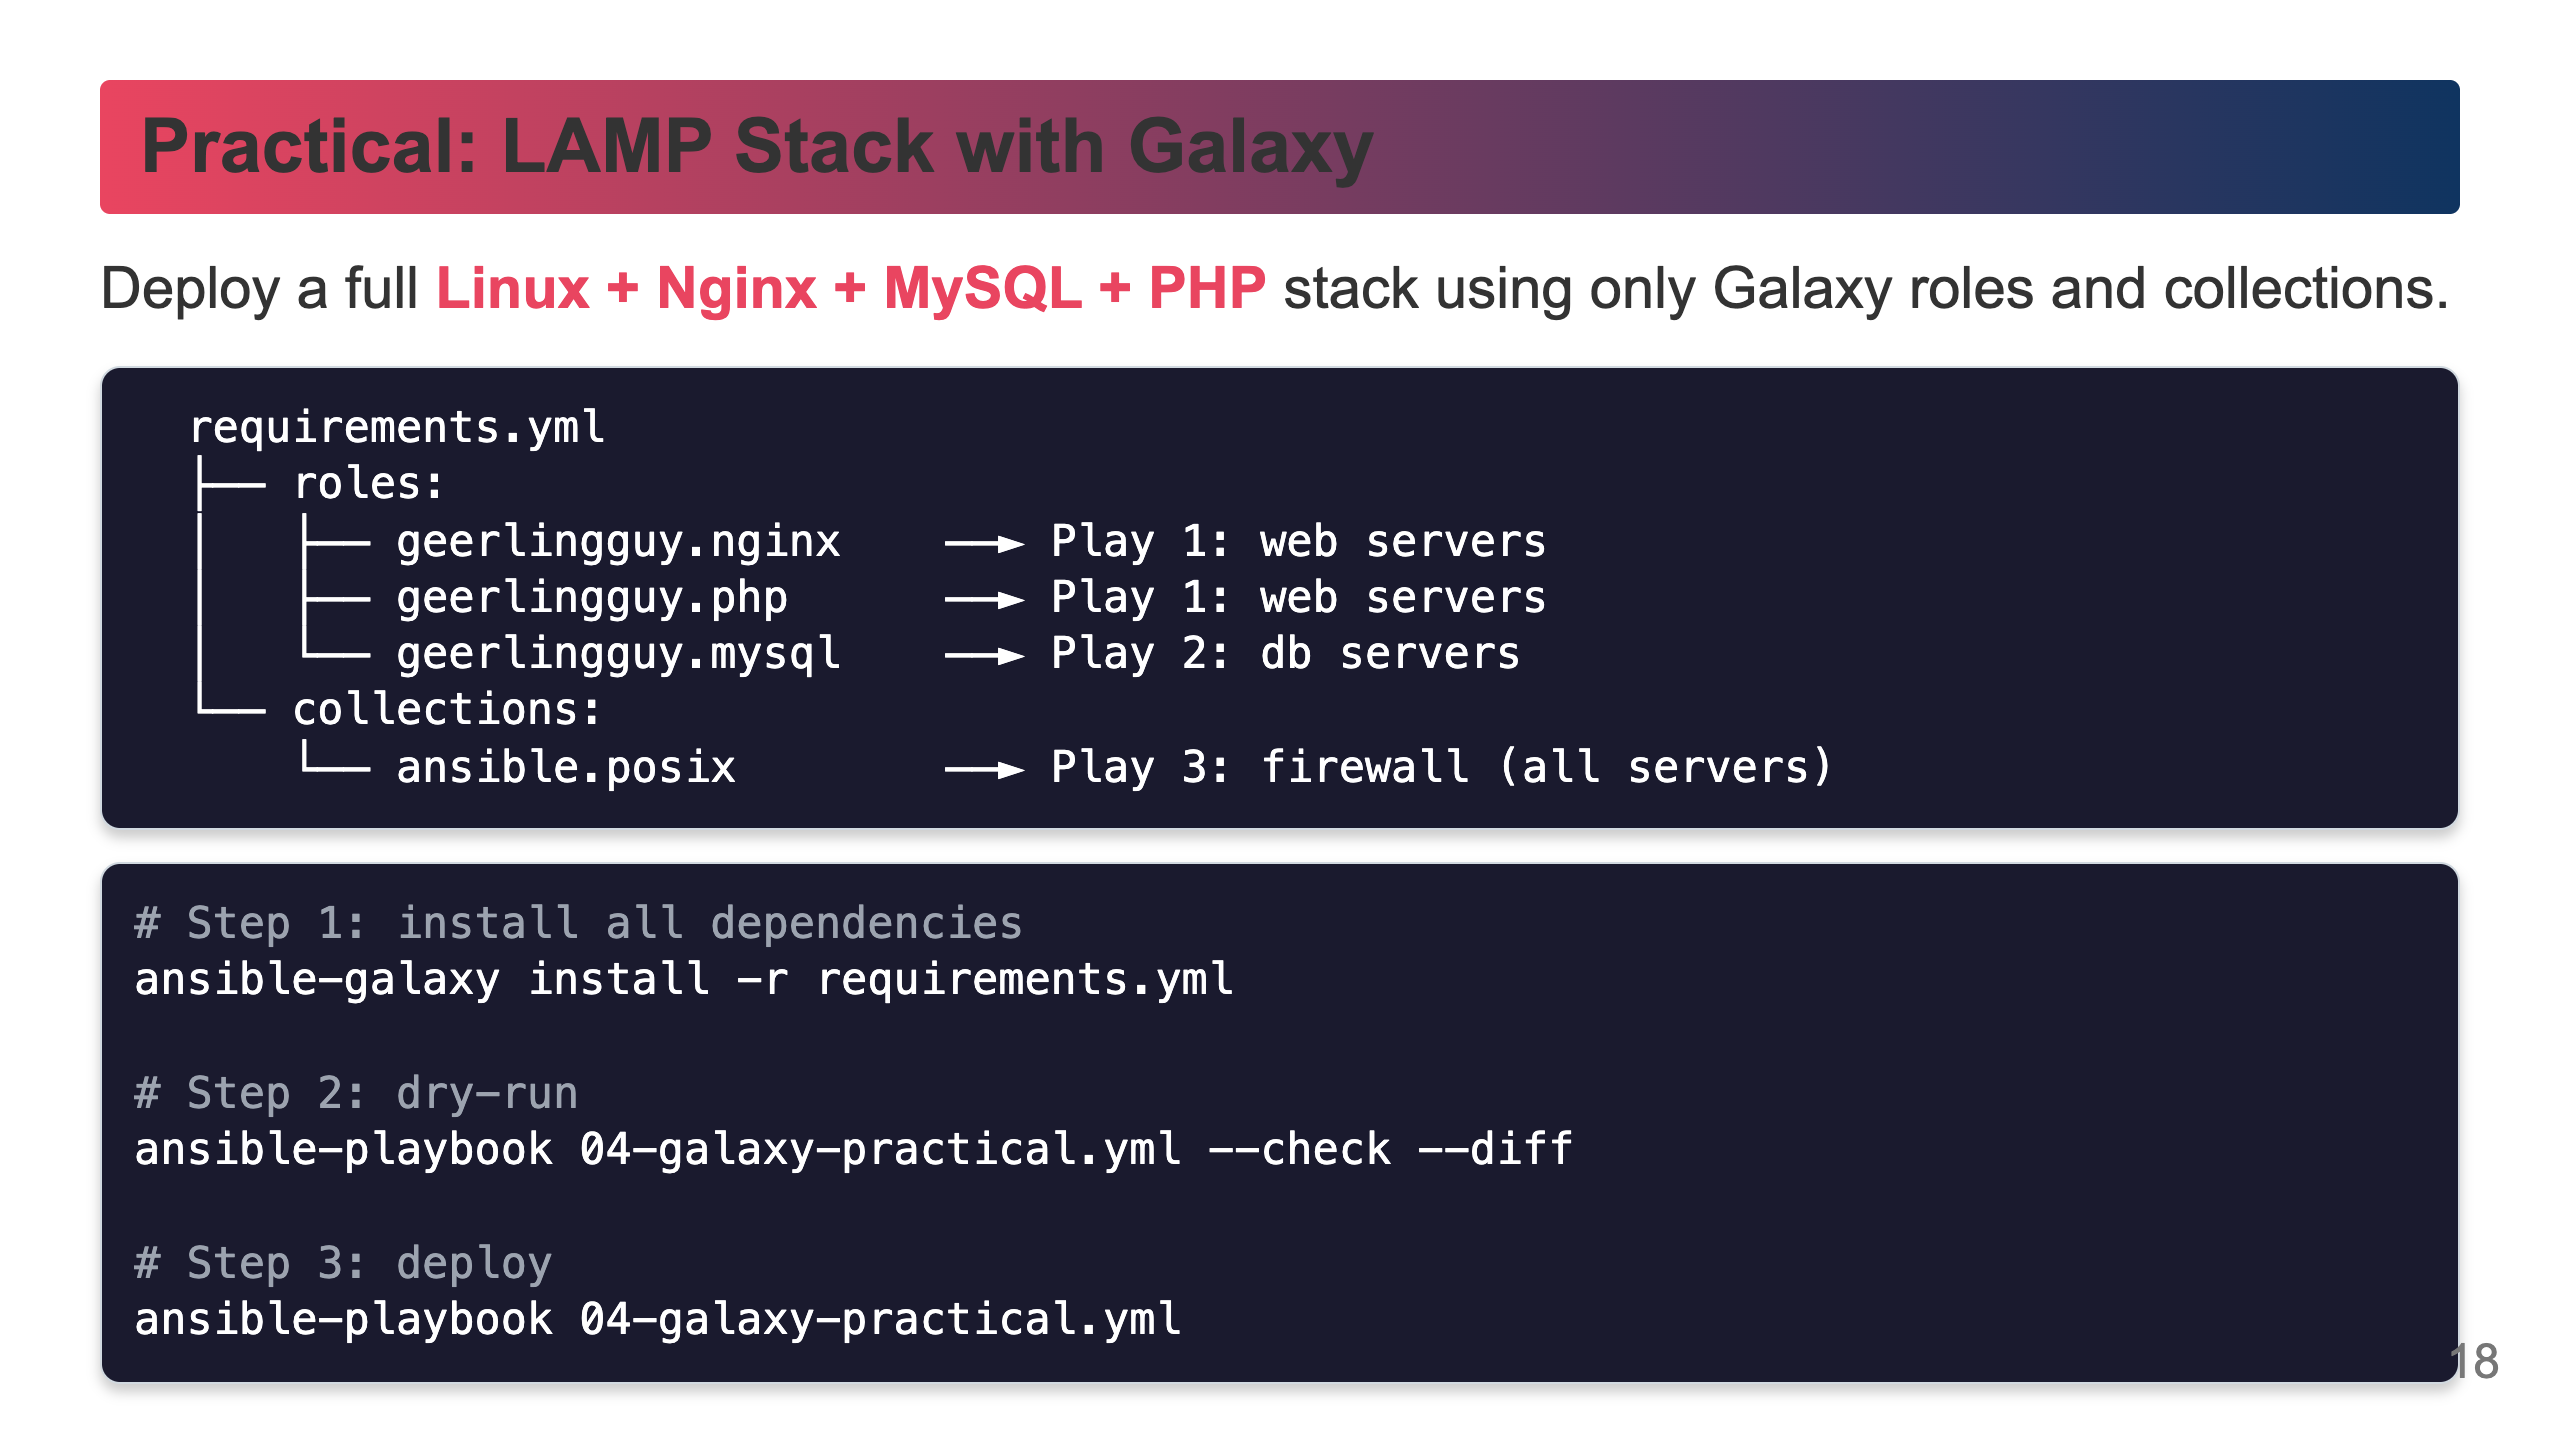 Practical: LAMP Stack with Galaxy
Deploy a full Linux + Nginx + MySQL + PHP stack using only Galaxy roles and collections.
requirements.yml
├── roles:
│   ├── geerlingguy.nginx    ──► Play 1: web servers
│   ├── geerlingguy.php      ──► Play 1: web servers
│   └── geerlingguy.mysql    ──► Play 2: db servers
└── collections:
    └── ansible.posix        ──► Play 3: firewall (all servers)
# Step 1: install all dependencies
ansible-galaxy install -r requirements.yml
# Step 2: dry-run
ansible-playbook 04-galaxy-practical.yml --check --diff
# Step 3: deploy
ansible-playbook 04-galaxy-practical.yml
18